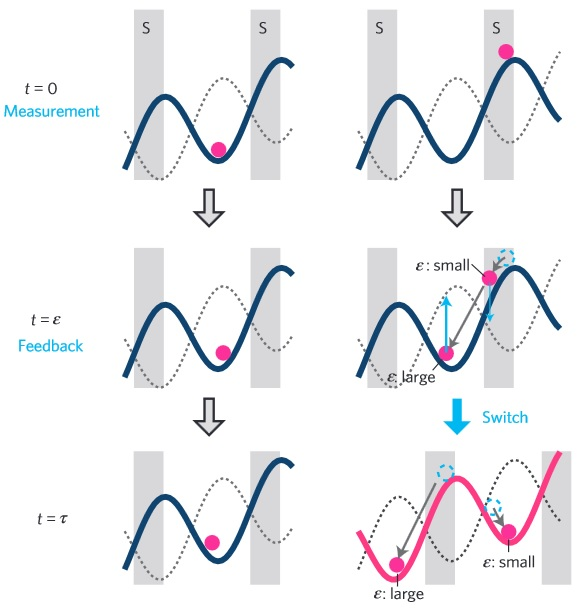 S S S S
t = 0
Measurement
ε: small
t = ε
Feedback
ε: large
Switch
t = τ
ε: small
ε: large